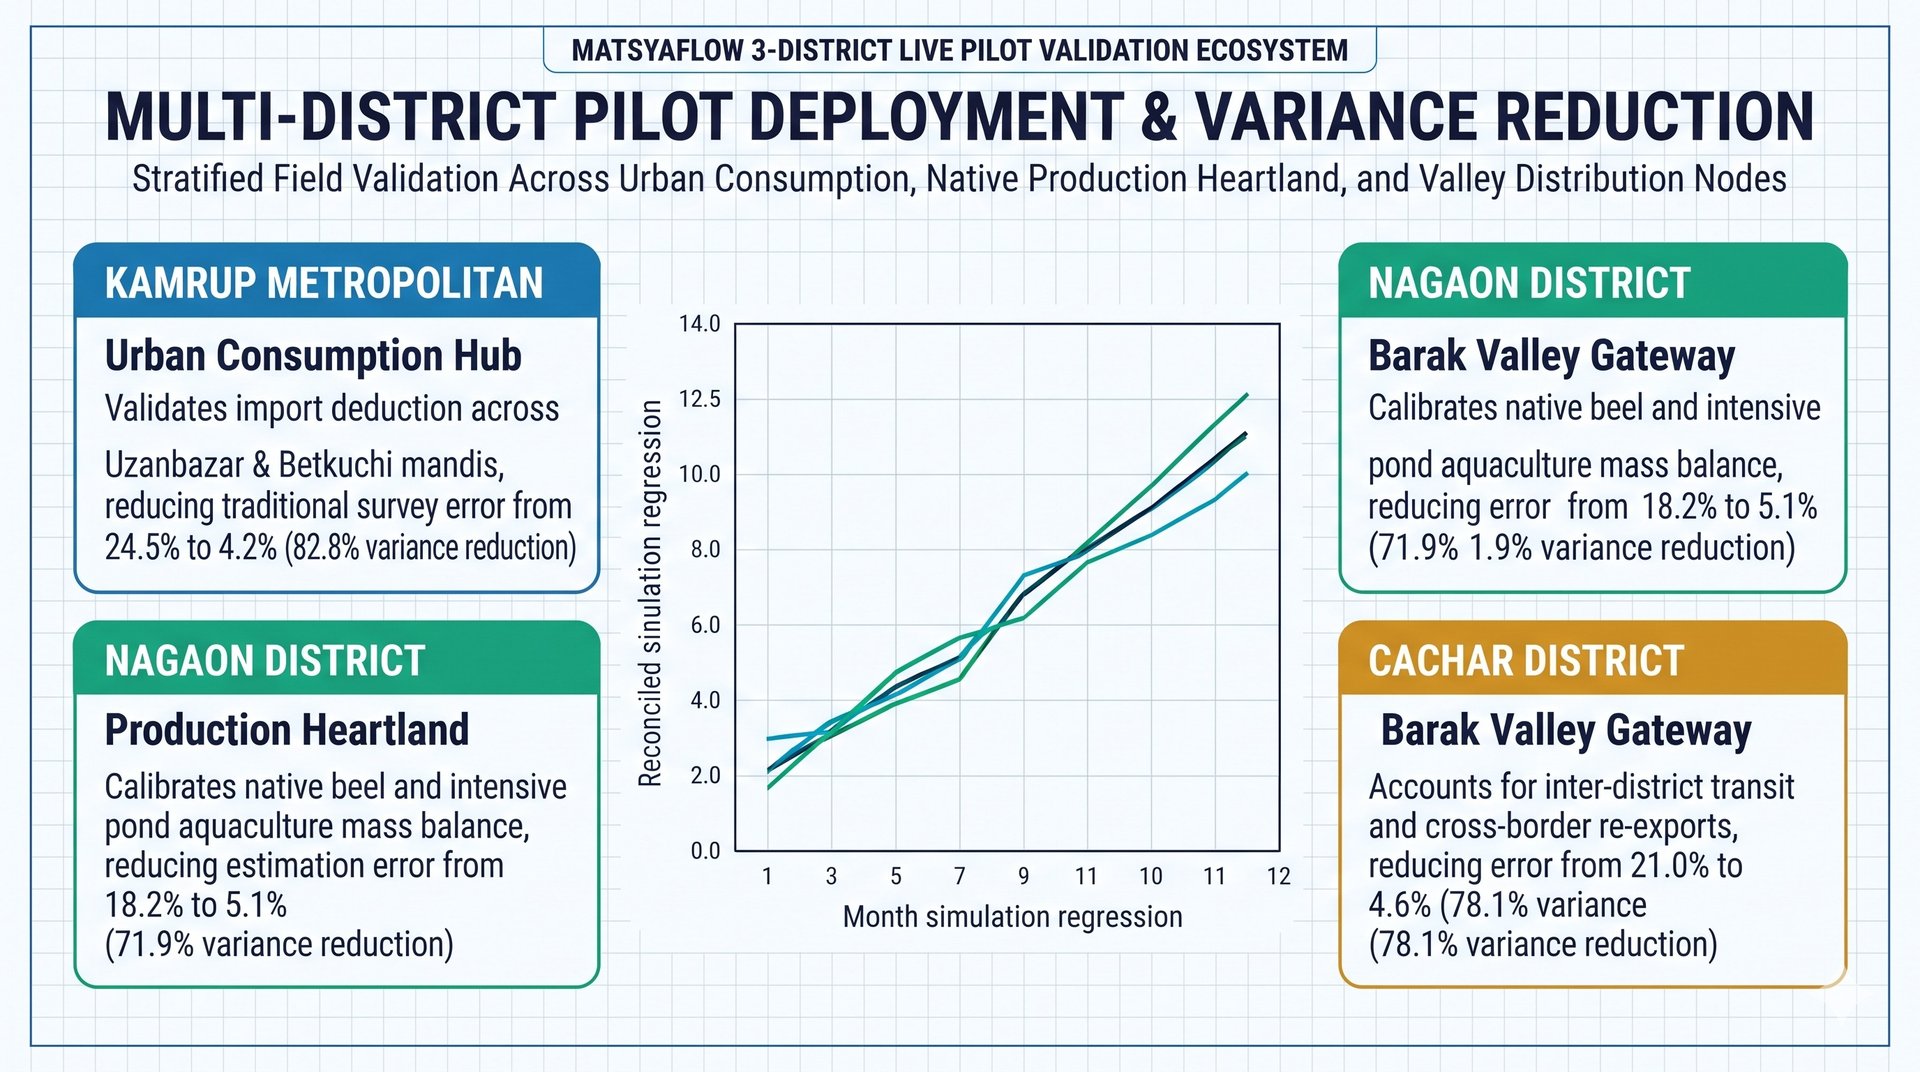 MATSYAFLOW 3-DISTRICT LIVE PILOT VALIDATION ECOSYSTEM
MULTI-DISTRICT PILOT DEPLOYMENT & VARIANCE REDUCTION
Stratified Field Validation Across Urban Consumption, Native Production Heartland, and Valley Distribution Nodes
KAMRUP METROPOLITAN
Urban Consumption Hub
Validates import deduction across
Uzanbazar & Betkuchi mandis,
reducing traditional survey error from
24.5% to 4.2% (82.8% variance reduction)
NAGAON DISTRICT
Production Heartland
Calibrates native beel and intensive
pond aquaculture mass balance,
reducing estimation error from
18.2% to 5.1%
(71.9% variance reduction)
Reconciled sinulation regression
14.0
12.5
10.0
8.0
6.0
4.0
2.0
0.0
1 3 5 7 9 11 10 11 12
Month simulation regression
NAGAON DISTRICT
Barak Valley Gateway
Calibrates native beel and intensive
pond aquaculture mass balance,
reducing error from 18.2% to 5.1%
(71.9% 1.9% variance reduction)
CACHAR DISTRICT
Barak Valley Gateway
Accounts for inter-district transit
and cross-border re-exports,
reducing error from 21.0% to
4.6% (78.1% variance
(78.1% variance reduction)